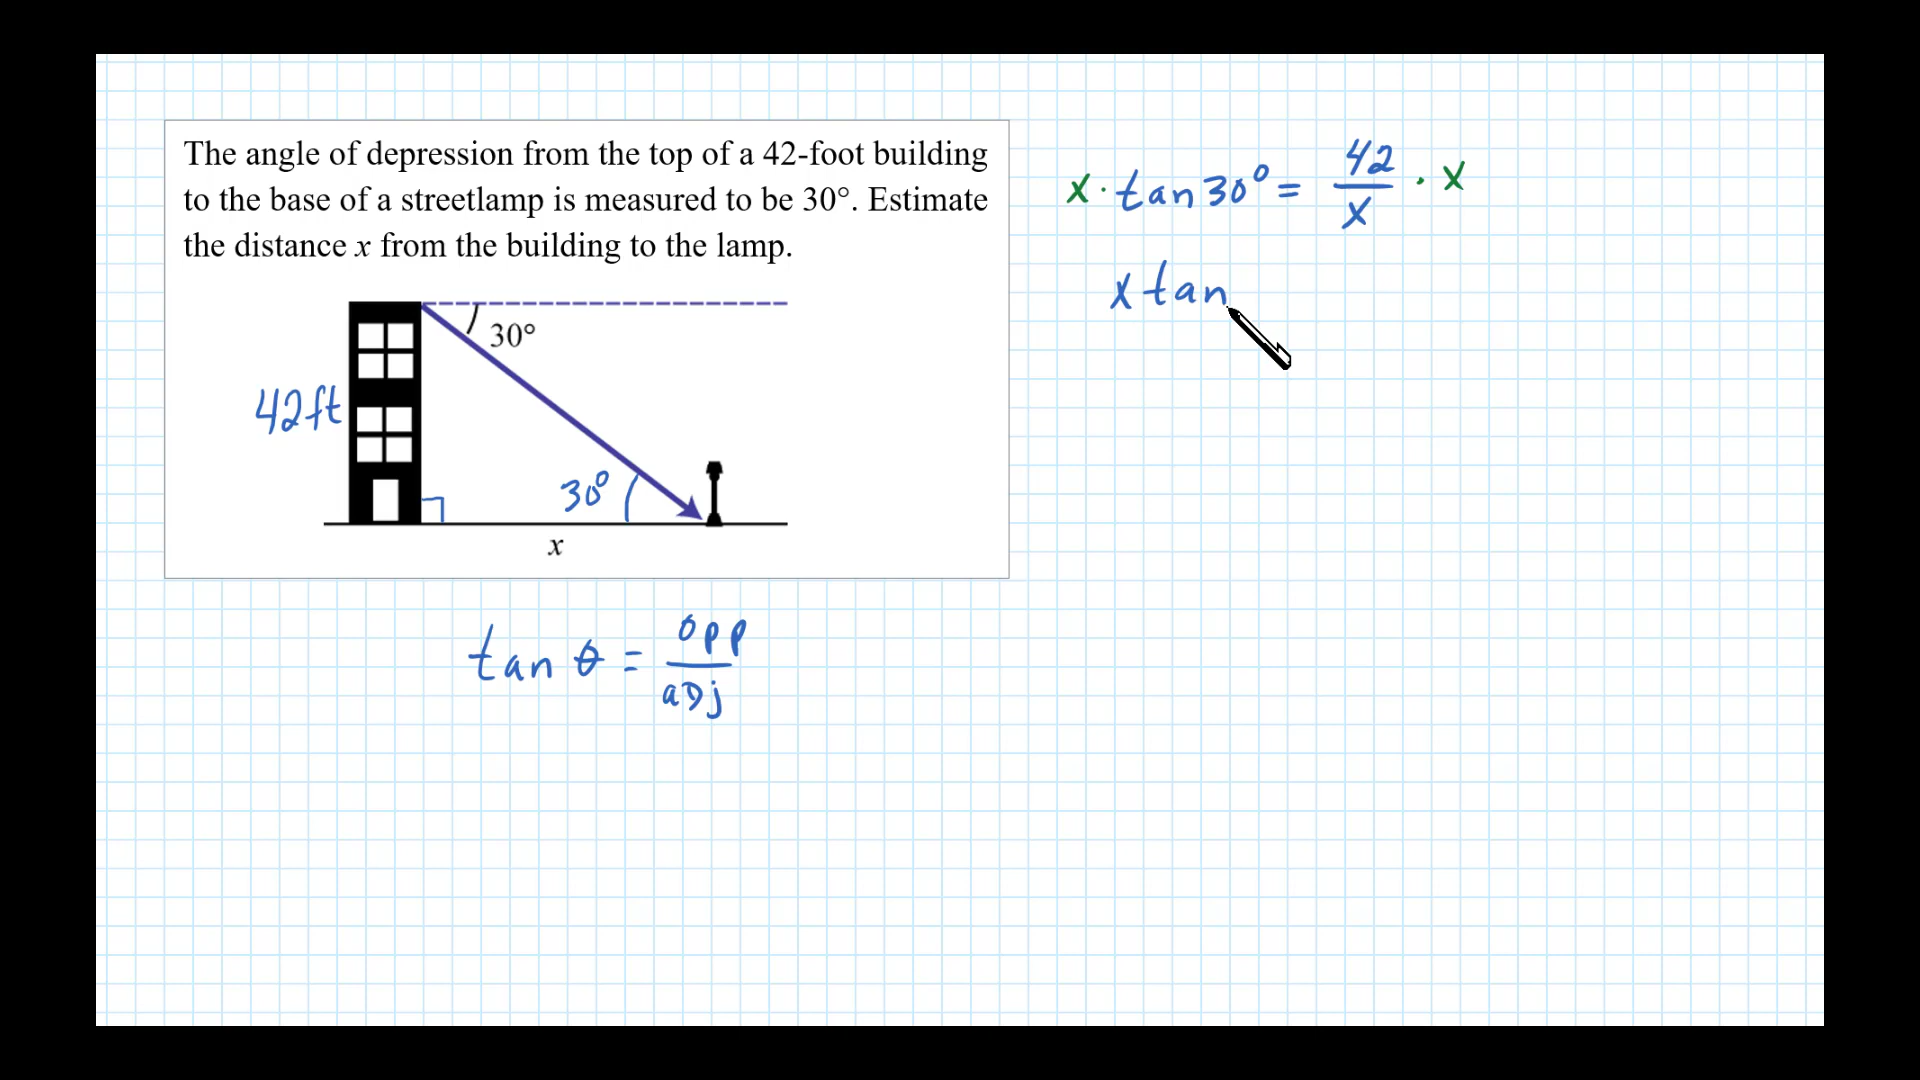 The angle of depression from the top of a 42-foot building
to the base of a streetlamp is measured to be 30°. Estimate
the distance x from the building to the lamp.
30°
42ft
30°
x
tan θ = opp/adj
x · tan 30° = 42/x · x
x tan